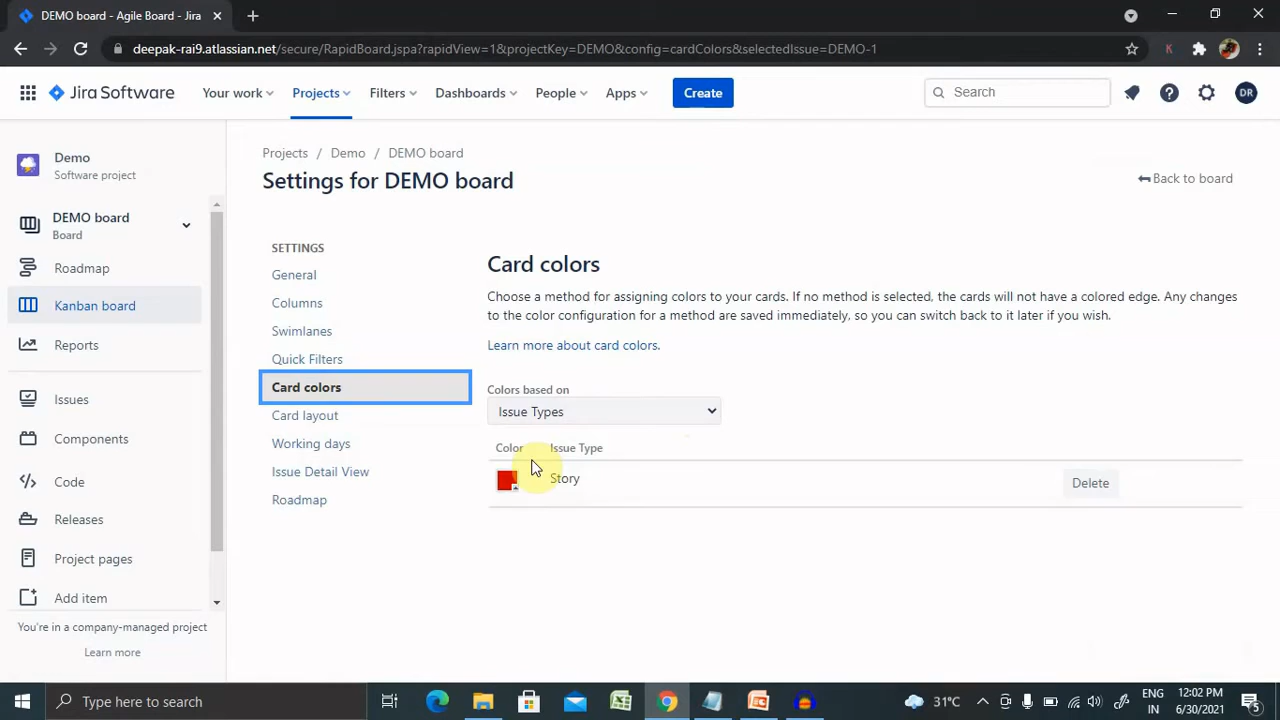 DEMO board - Agile Board - Jira
deepak-rai9.atlassian.net/secure/RapidBoard.jspa?rapidView=1&projectKey=DEMO&config=cardColors&selectedIssue=DEMO-1
K
Jira Software
Your work
Projects
Filters
Dashboards
People
Apps
Create
Search
DR
Demo
Software project
DEMO board
Board
Roadmap
Kanban board
Reports
Issues
Components
Code
Releases
Project pages
Add item
You're in a company-managed project
Learn more
Projects / Demo / DEMO board
Settings for DEMO board
Back to board
SETTINGS
General
Columns
Swimlanes
Quick Filters
Card colors
Card layout
Working days
Issue Detail View
Roadmap
Card colors
Choose a method for assigning colors to your cards. If no method is selected, the cards will not have a colored edge. Any changes
to the color configuration for a method are saved immediately, so you can switch back to it later if you wish.
Learn more about card colors.
Colors based on
Issue Types
Color Issue Type
Story
Delete
Type here to search
31°C
ENG
IN
12:02 PM
6/30/2021
5